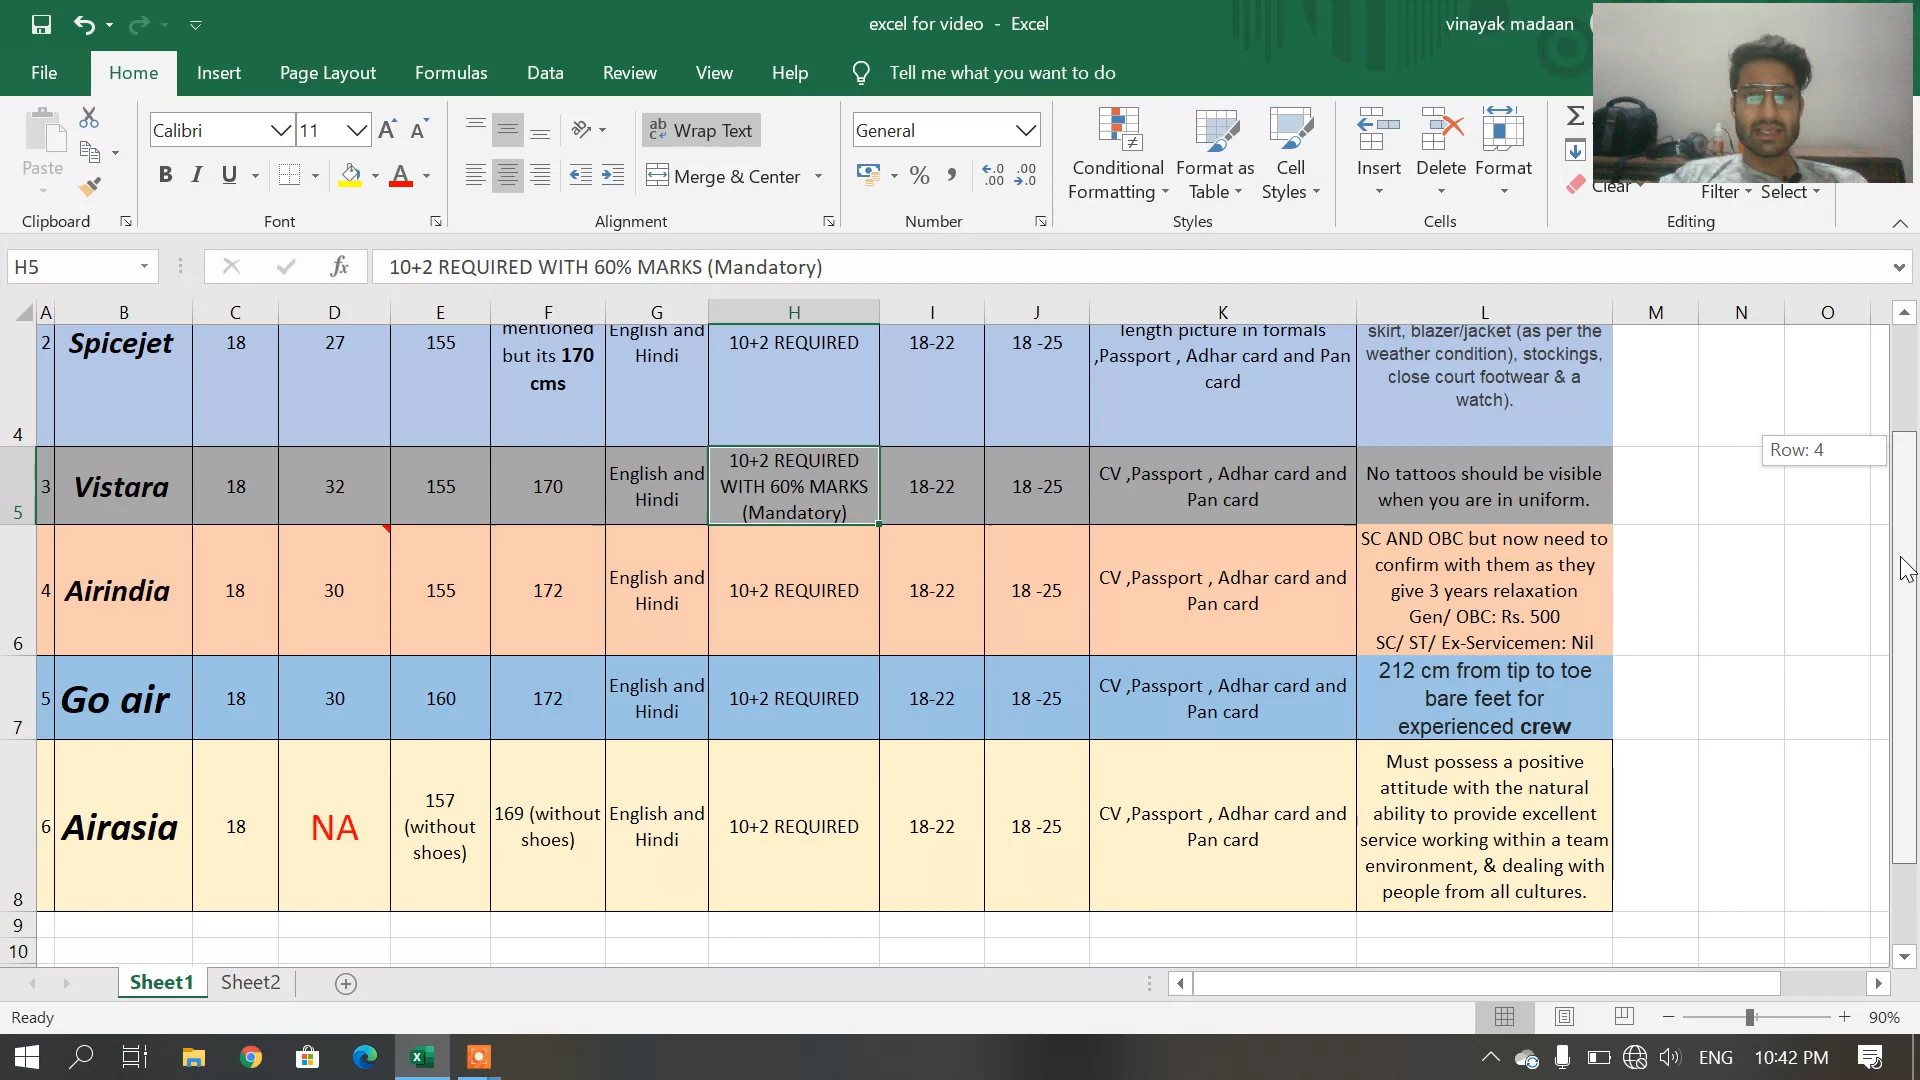 excel for video - Excel
vinayak madaan
File
Home
Insert
Page Layout
Formulas
Data
Review
View
Help
Tell me what you want to do
Paste
Clipboard
Calibri
11
B
I
U
Font
Wrap Text
Merge & Center
Alignment
General
%
Number
Conditional
Formatting
Format as
Table
Cell
Styles
Styles
Insert
Delete
Format
Cells
Clear
Filter
Select
Editing
H5
fx
10+2 REQUIRED WITH 60% MARKS (Mandatory)
A
B
C
D
E
F
G
H
I
J
K
L
M
N
O
4
2
Spicejet
18
27
155
mentioned
but its 170
cms
English and
Hindi
10+2 REQUIRED
18-22
18 -25
length picture in formals
,Passport , Adhar card and Pan
card
skirt, blazer/jacket (as per the
weather condition), stockings,
close court footwear & a
watch).
Row: 4
5
3
Vistara
18
32
155
170
English and
Hindi
10+2 REQUIRED
WITH 60% MARKS
(Mandatory)
18-22
18 -25
CV ,Passport , Adhar card and
Pan card
No tattoos should be visible
when you are in uniform.
6
4
Airindia
18
30
155
172
English and
Hindi
10+2 REQUIRED
18-22
18 -25
CV ,Passport , Adhar card and
Pan card
SC AND OBC but now need to
confirm with them as they
give 3 years relaxation
Gen/ OBC: Rs. 500
SC/ ST/ Ex-Servicemen: Nil
7
5
Go air
18
30
160
172
English and
Hindi
10+2 REQUIRED
18-22
18 -25
CV ,Passport , Adhar card and
Pan card
212 cm from tip to toe
bare feet for
experienced crew
8
6
Airasia
18
NA
157
(without
shoes)
169 (without
shoes)
English and
Hindi
10+2 REQUIRED
18-22
18 -25
CV ,Passport , Adhar card and
Pan card
Must possess a positive
attitude with the natural
ability to provide excellent
service working within a team
environment, & dealing with
people from all cultures.
9
10
Sheet1
Sheet2
Ready
90%
ENG
10:42 PM